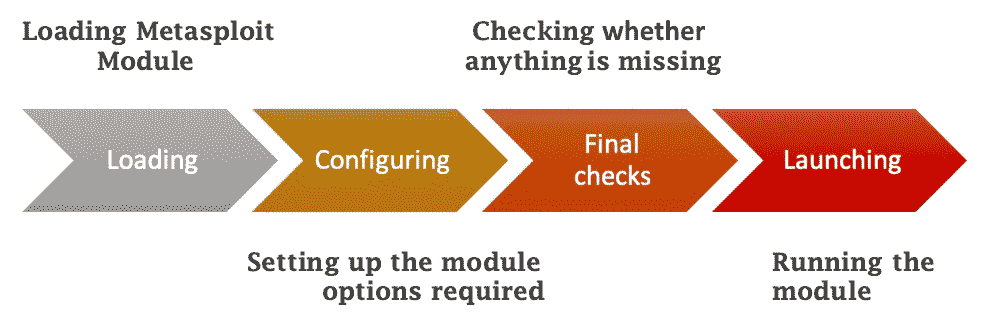 Loading Metasploit
Module
Checking whether
anything is missing
Loading
Configuring
Final
checks
Launching
Setting up the module
options required
Running the
module